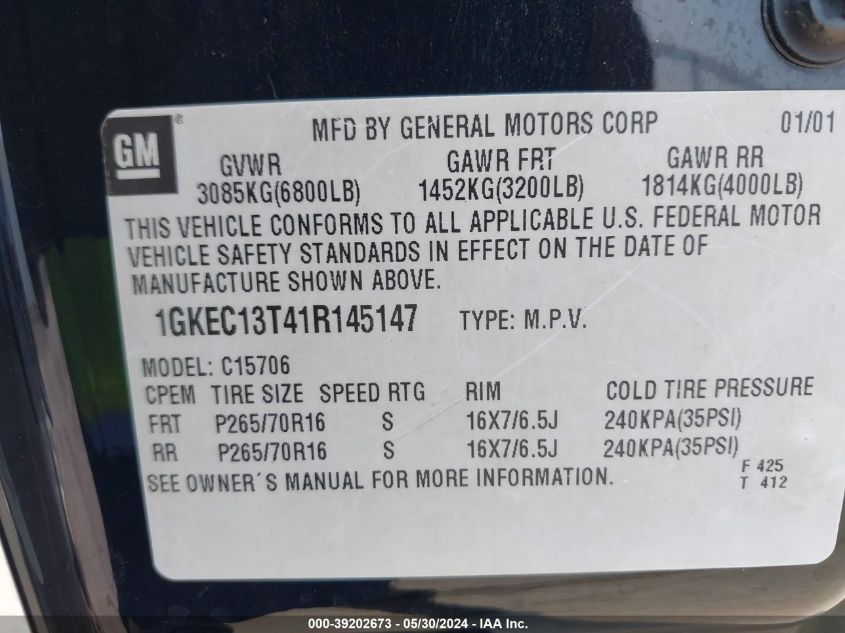 GM ®
MFD BY GENERAL MOTORS CORP 01/01
GVWR GAWR FRT GAWR RR
3085KG(6800LB) 1452KG(3200LB) 1814KG(4000LB)
THIS VEHICLE CONFORMS TO ALL APPLICABLE U.S. FEDERAL MOTOR
VEHICLE SAFETY STANDARDS IN EFFECT ON THE DATE OF
MANUFACTURE SHOWN ABOVE.
1GKEC13T41R145147 TYPE: M.P.V.
MODEL: C15706
CPEM TIRE SIZE SPEED RTG RIM COLD TIRE PRESSURE
FRT P265/70R16 S 16X7/6.5J 240KPA(35PSI)
RR P265/70R16 S 16X7/6.5J 240KPA(35PSI)
SEE OWNER´S MANUAL FOR MORE INFORMATION.
F 425
T 412
000-39202673 - 05/30/2024 - IAA Inc.